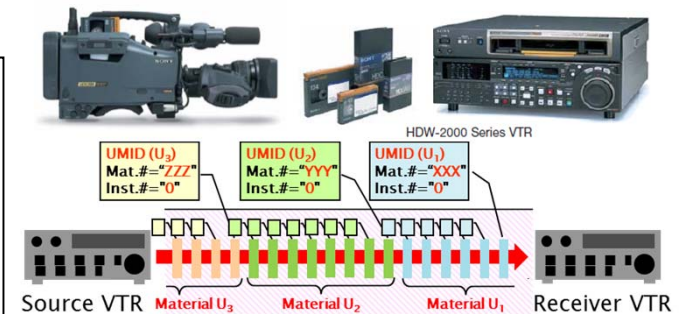 SONY
HDW-2000 Series VTR
UMID (U₃)
Mat.#="ZZZ"
Inst.#="0"
UMID (U₂)
Mat.#="YYY"
Inst.#="0"
UMID (U₁)
Mat.#="XXX"
Inst.#="0"
Source VTR
Material U₃
Material U₂
Material U₁
Receiver VTR